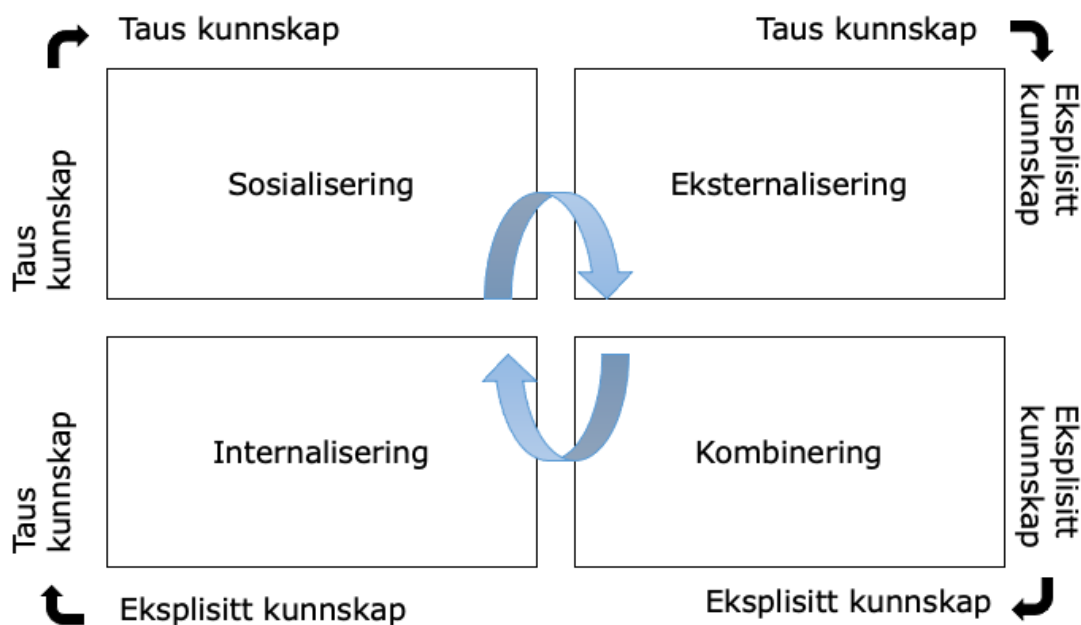 Taus kunnskap
Taus kunnskap
Taus
kunnskap
Sosialisering
Eksternalisering
Eksplisitt
kunnskap
Taus
kunnskap
Internalisering
Kombinering
Eksplisitt
kunnskap
Eksplisitt kunnskap
Eksplisitt kunnskap